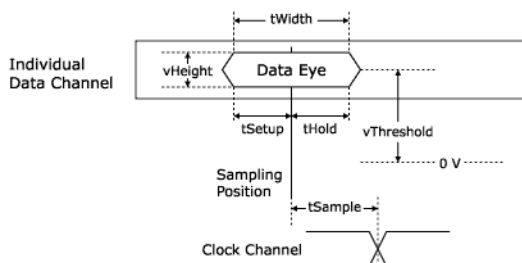 tWidth
Individual
Data Channel
vHeight
Data Eye
tSetup
tHold
vThreshold
0 V
Sampling
Position
tSample
Clock Channel